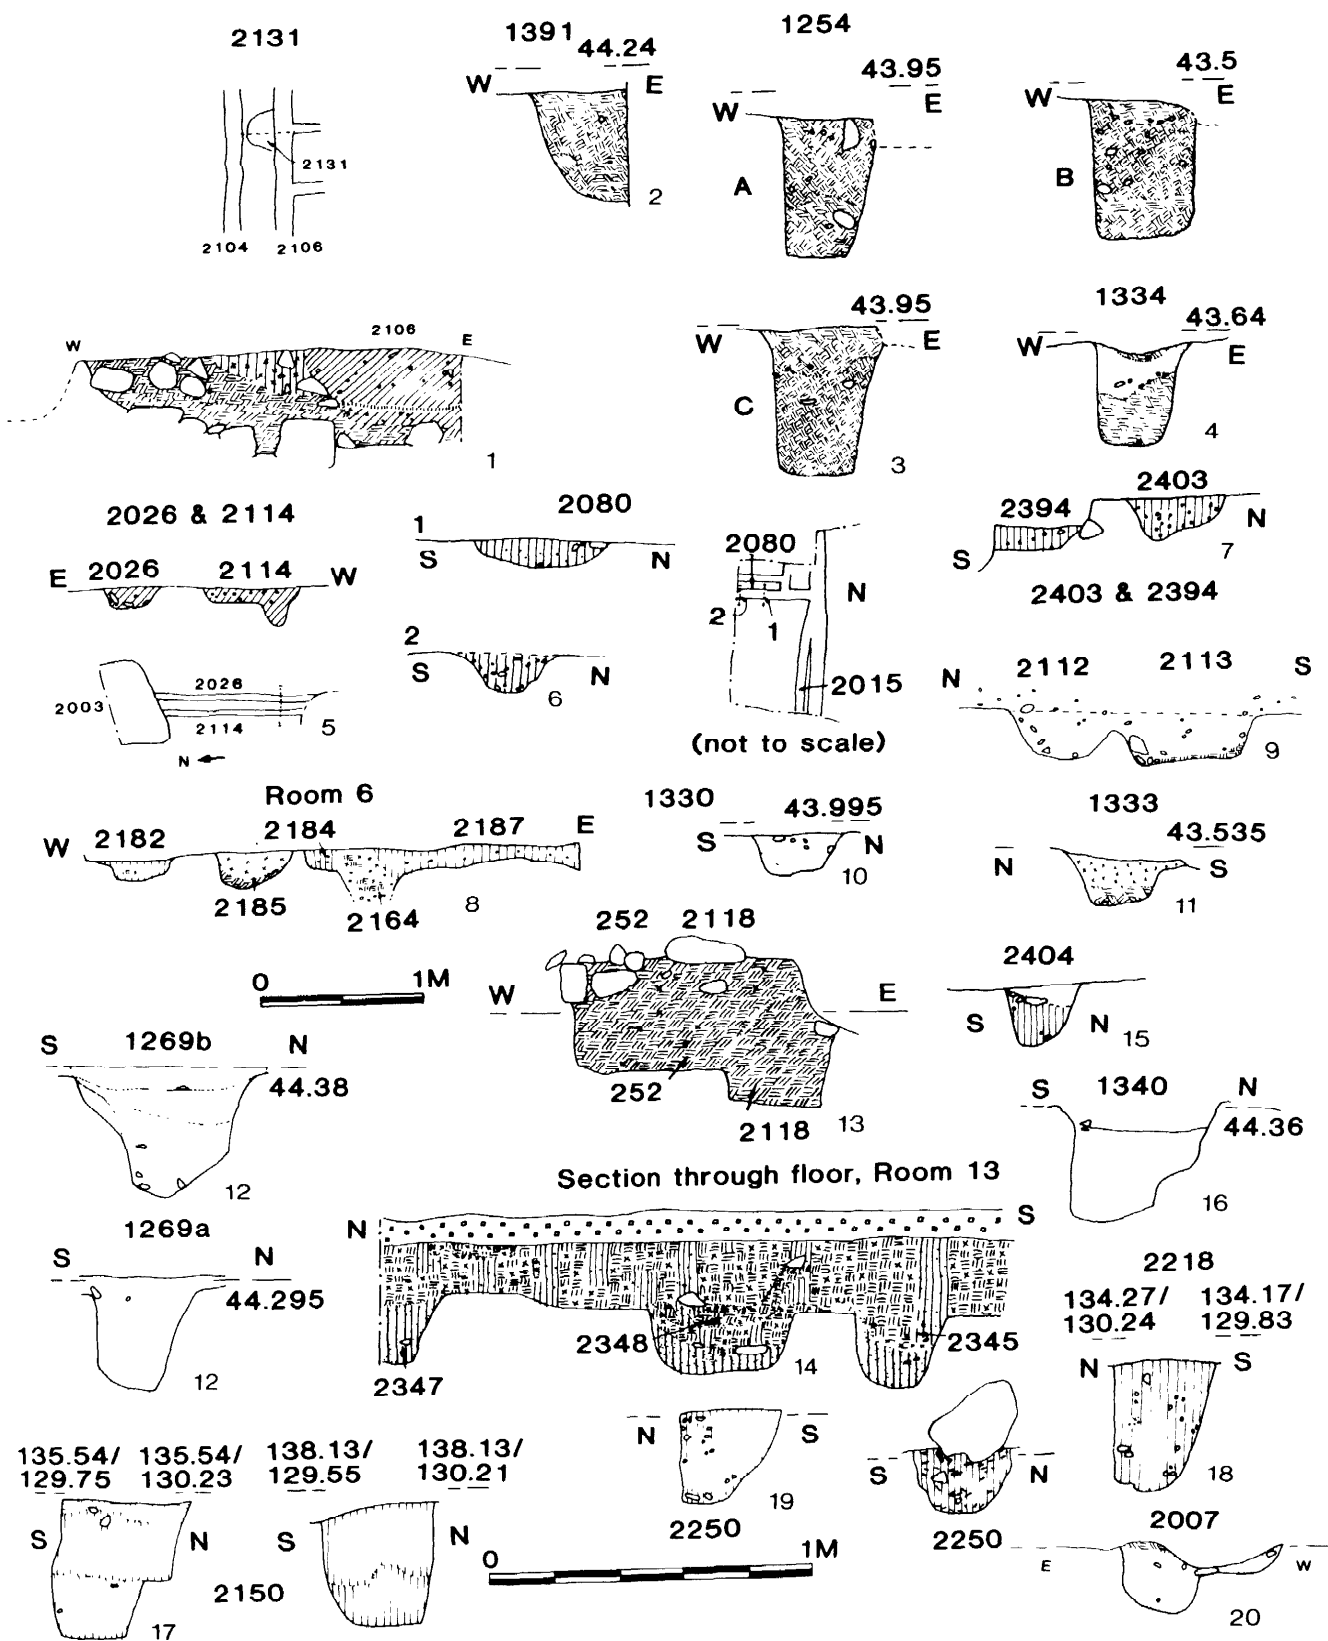 2131
2131
2104
2106
1391
44.24
W
E
2
1254
43.95
W
E
A
43.5
W
E
B
2106
W
E
1
43.95
W
E
C
3
1334
43.64
W
E
4
2026 & 2114
E 2026 2114 W
2026
2003
2114
5
N
2080
1
S
N
2
S
N
6
2080
N
2
1
2015
(not to scale)
2403
2394
N
S
7
2403 & 2394
N 2112 2113 S
9
Room 6
W 2182 2184 2187 E
2185
2164
8
1330
43.995
S
N
10
1333
43.535
N
S
11
0 1M
252 2118
W
E
252
2118
13
2404
S
N
15
S 1269b N
44.38
12
S 1340 N
44.36
16
1269a
S
N
44.295
12
Section through floor, Room 13
N
S
2348
2345
2347
14
2218
134.27/ 134.17/
130.24 129.83
N
S
18
135.54/ 135.54/
129.75 130.23
S
N
17
138.13/ 138.13/
129.55 130.21
S
N
2150
N
S
19
2250
S
N
2250
0 1M
2007
E
W
20